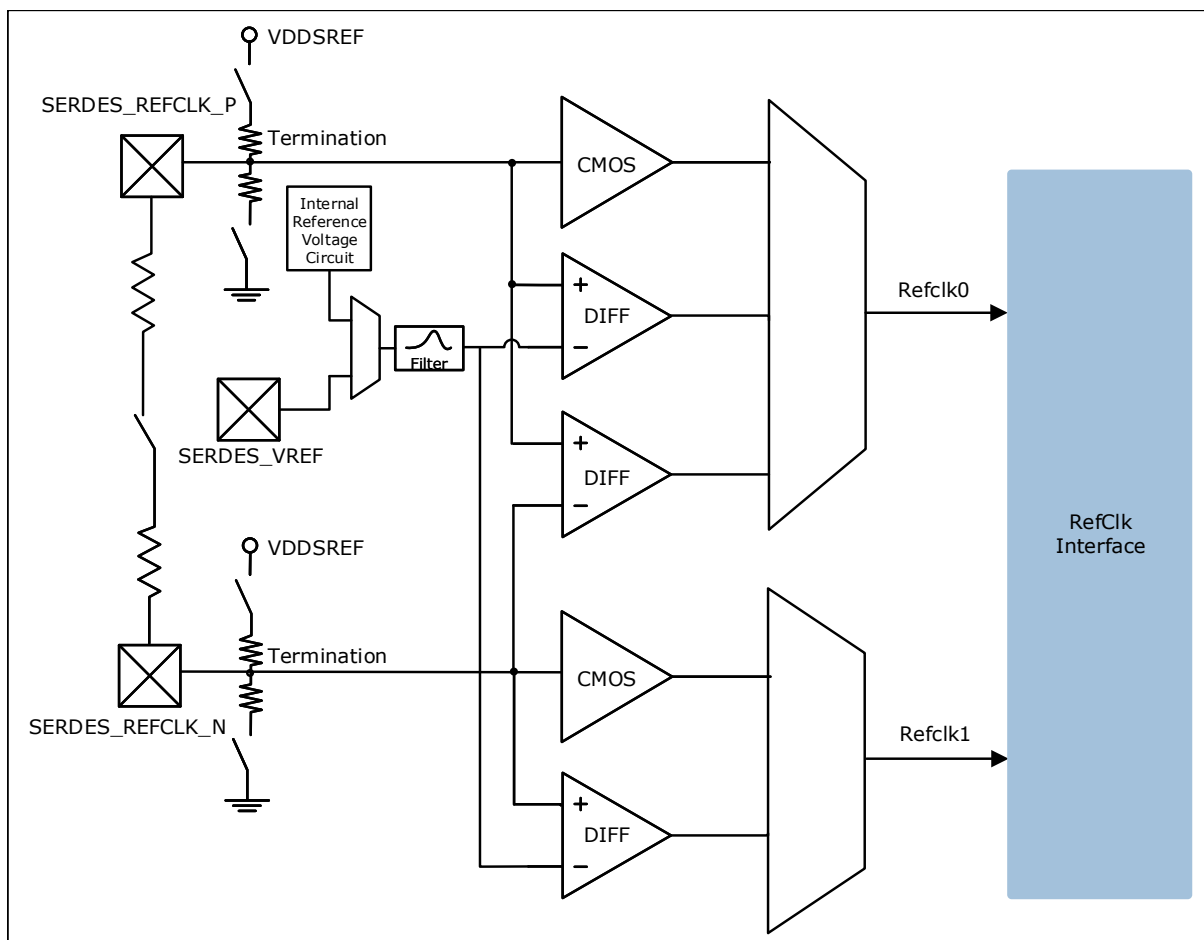 VDDSREF
SERDES_REFCLK_P
Termination
CMOS
Internal
Reference
Voltage
Circuit
+
DIFF
−
Refclk0
Filter
SERDES_VREF
+
DIFF
−
RefClk
Interface
VDDSREF
Termination
CMOS
SERDES_REFCLK_N
Refclk1
+
DIFF
−